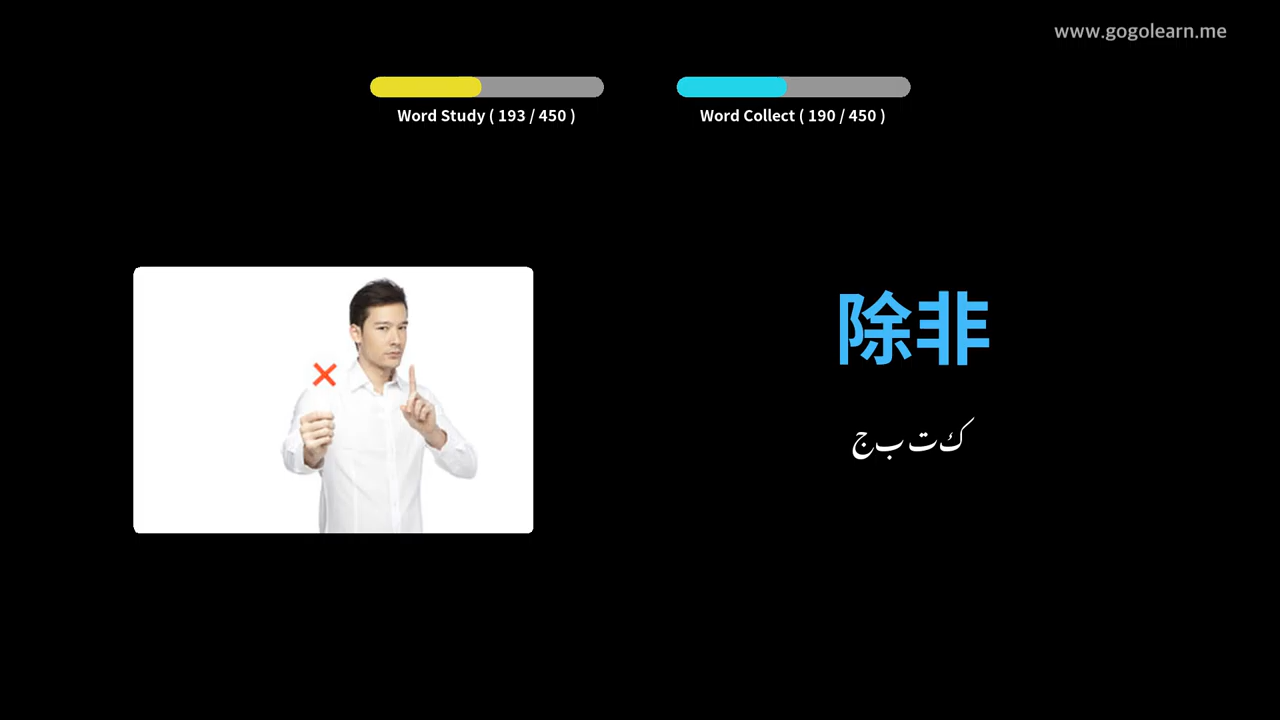 www.gogolearn.me
Word Study ( 193 / 450 )
Word Collect ( 190 / 450 )
除非
ك ت ب ج